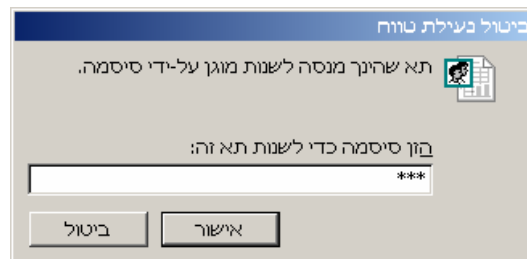 ביטול נעילת טווח
תא שהינך מנסה לשנות מוגן על-ידי סיסמה.
הזן סיסמה כדי לשנות תא זה:
***
אישור
ביטול